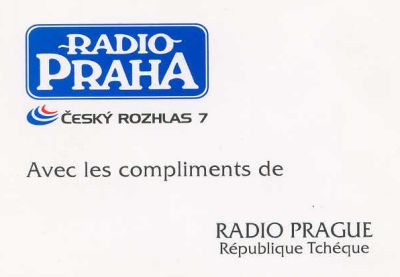 RADIO
PRAHA
ČESKÝ ROZHLAS 7
Avec les compliments de
RADIO PRAGUE
République Tchéque